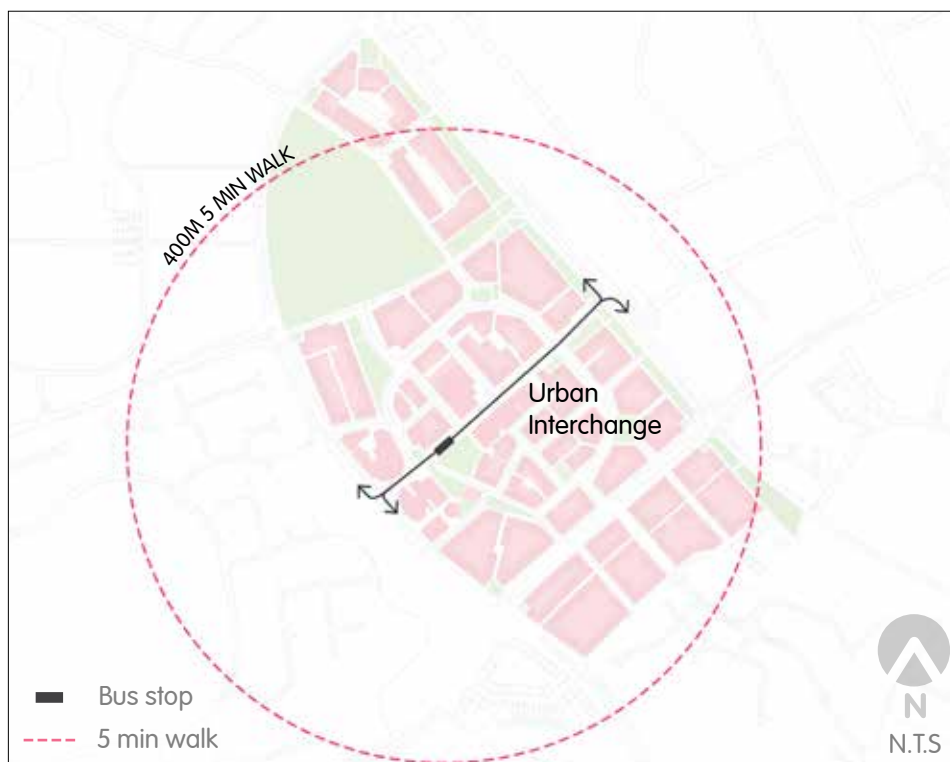 400M 5 MIN WALK
Urban
Interchange
Bus stop
5 min walk
N
N.T.S